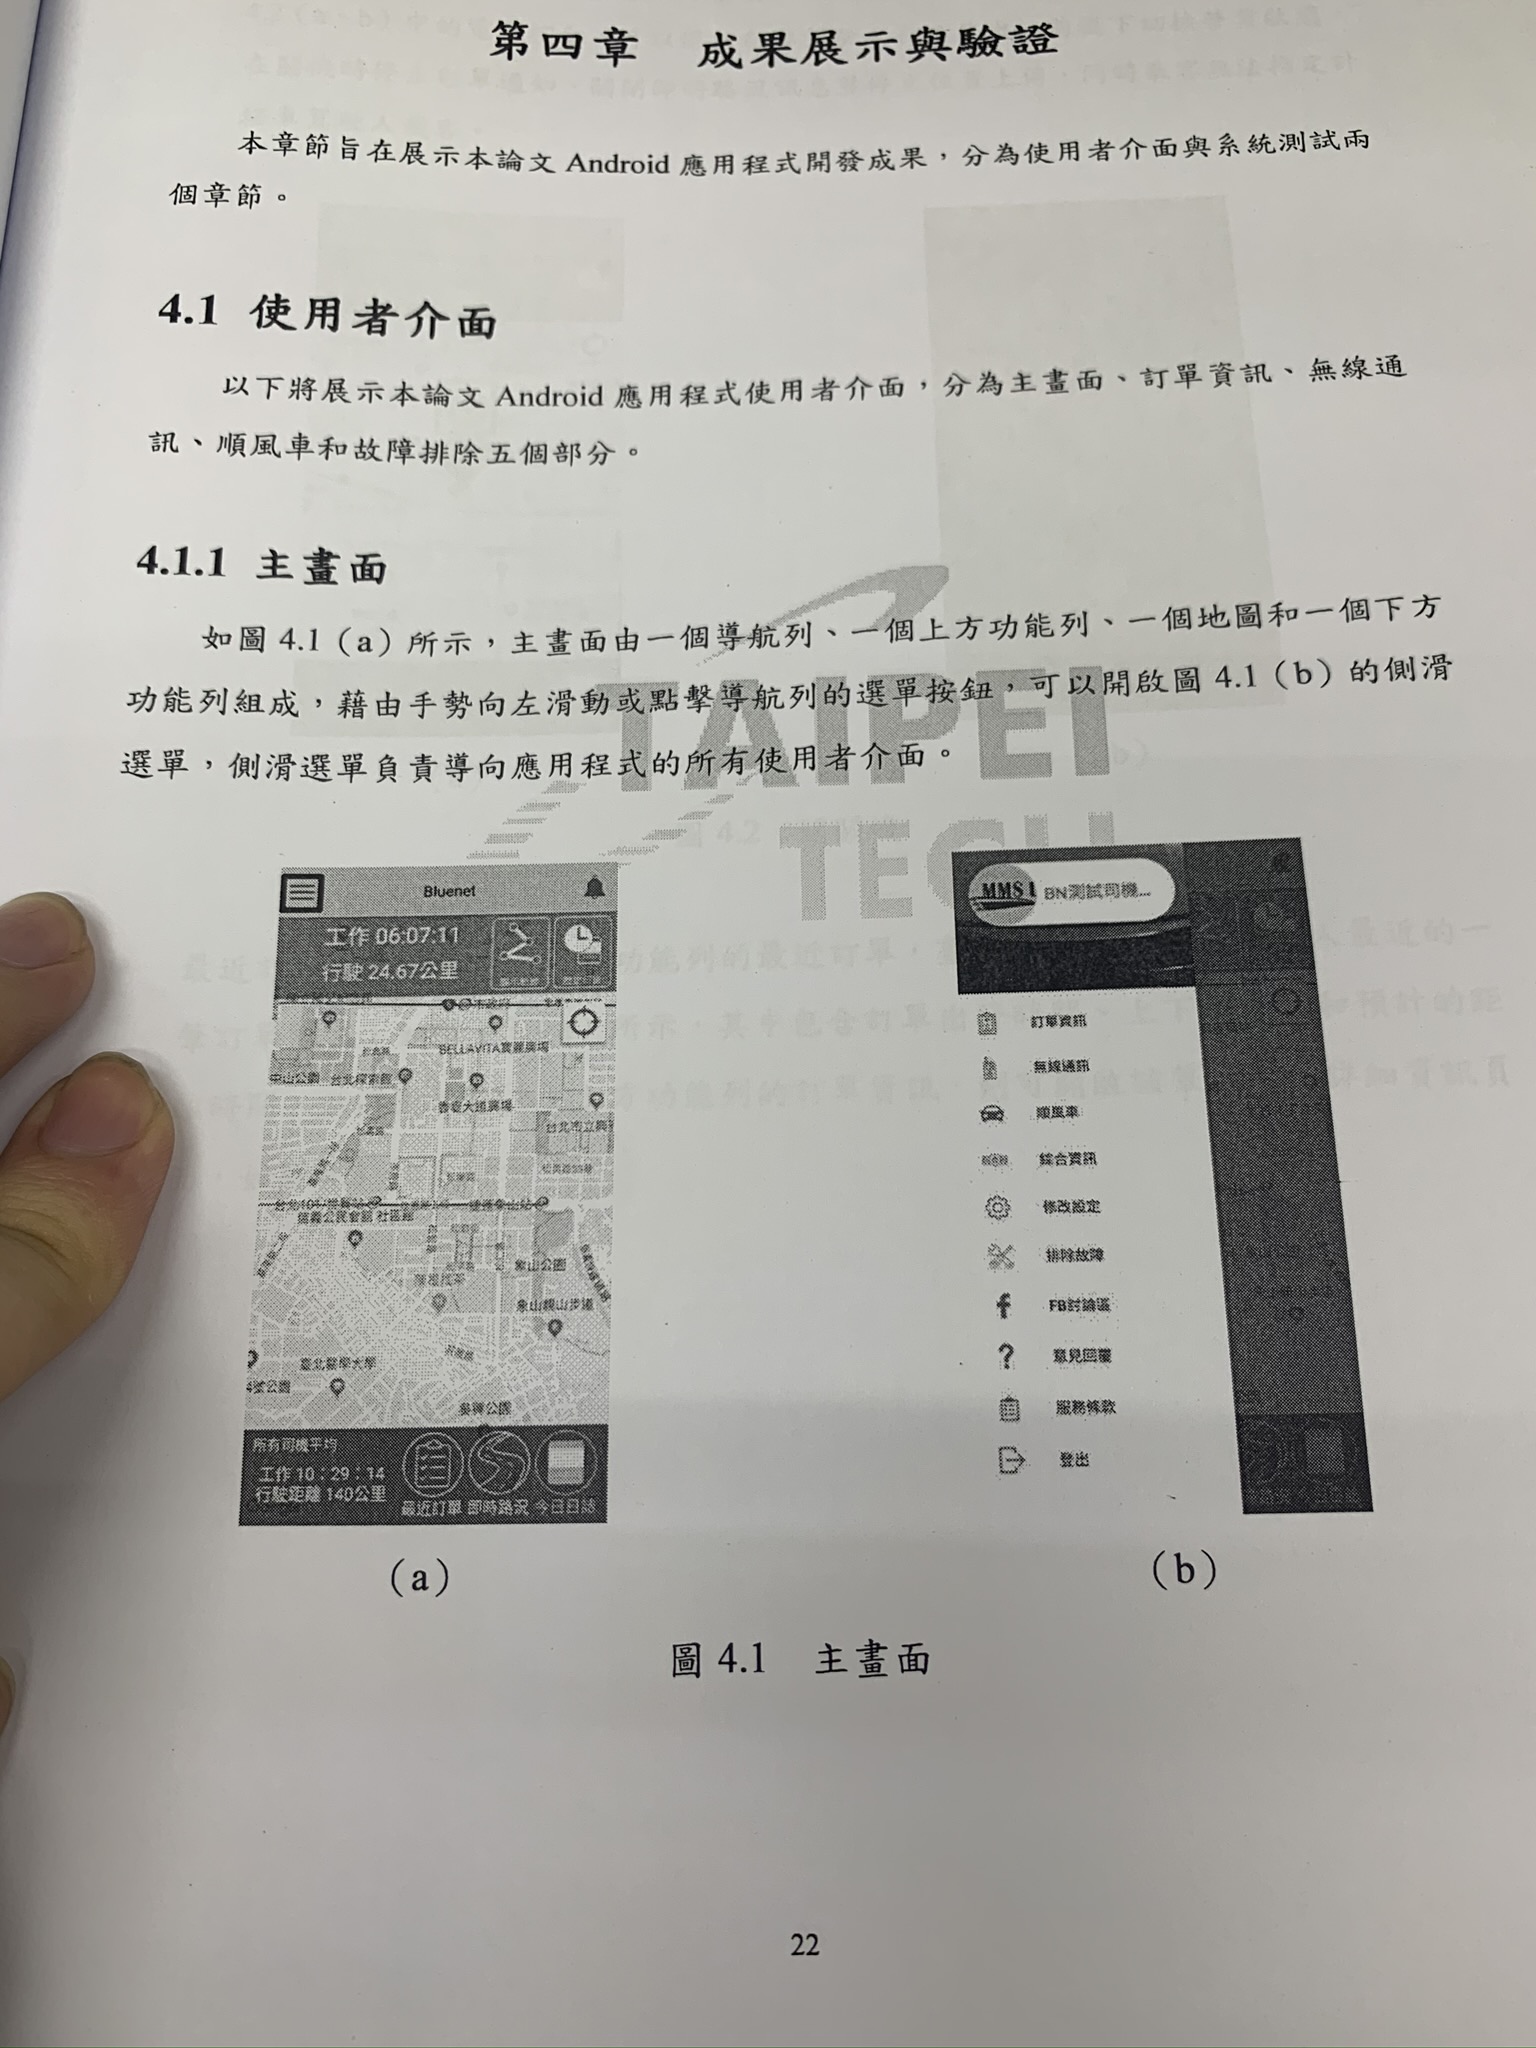 第四章 成果展示與驗證
本章節旨在展示本論文 Android 應用程式開發成果，分為使用者介面與系統測試兩
個章節。
4.1 使用者介面
以下將展示本論文 Android 應用程式使用者介面，分為主畫面、訂單資訊、無線通
訊、順風車和故障排除五個部分。
4.1.1 主畫面
如圖 4.1（a）所示，主畫面由一個導航列、一個上方功能列、一個地圖和一個下方
功能列組成，藉由手勢向左滑動或點擊導航列的選單按鈕，可以開啟圖 4.1（b）的側滑
選單，側滑選單負責導向應用程式的所有使用者介面。
TAIPEI
TECH
Bluenet
工作 06:07:11
行駛 24.67公里
市政府
BELLAVITA寶麗廣場
中山公園 台北探索館
香堤大道廣場
台北市立興
信義公民會館
象山公園
象山親山步道
臺北醫學大學
4號公園
吳興公園
所有司機平均
工作 10：29：14
行駛距離 140公里
最近訂單 即時路況 今日日誌
MMS 1 BN測試司機...
訂單資訊
無線通訊
順風車
綜合資訊
修改設定
排除故障
FB討論區
意見回覆
服務條款
登出
（a）
（b）
圖 4.1 主畫面
22